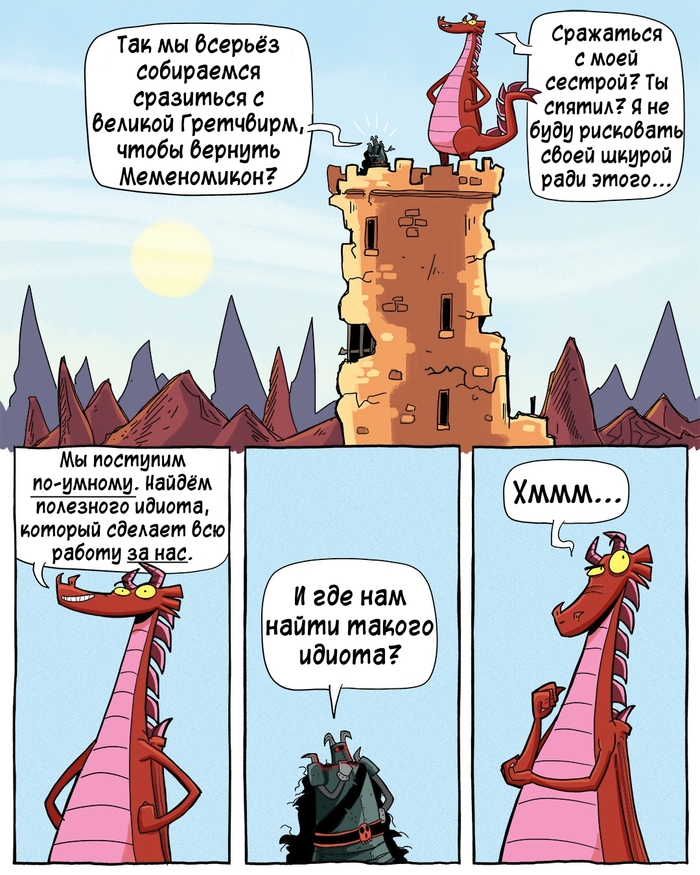 Так мы всерьёз
собираемся
сразиться с
великой Гретчвирм,
чтобы вернуть
Меменомикон?
Сражаться
с моей
сестрой? Ты
спятил? Я не
буду рисковать
своей шкурой
ради этого...
Мы поступим
по-умному. Найдём
полезного идиота,
который сделает всю
работу за нас.
И где нам
найти такого
идиота?
Хммм...